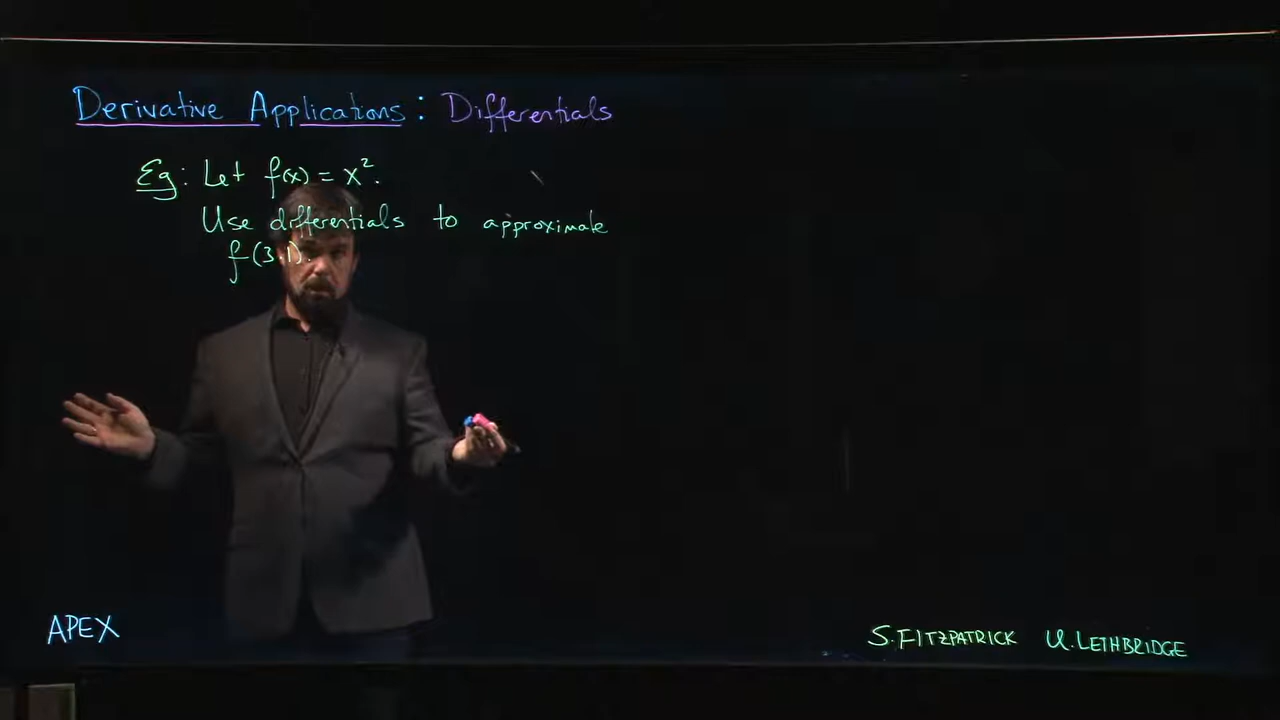 Derivative Applications: Differentials
Eg: Let f(x) = x².
Use differentials to approximate
f(3.1).
APEX
S. FITZPATRICK U. LETHBRIDGE